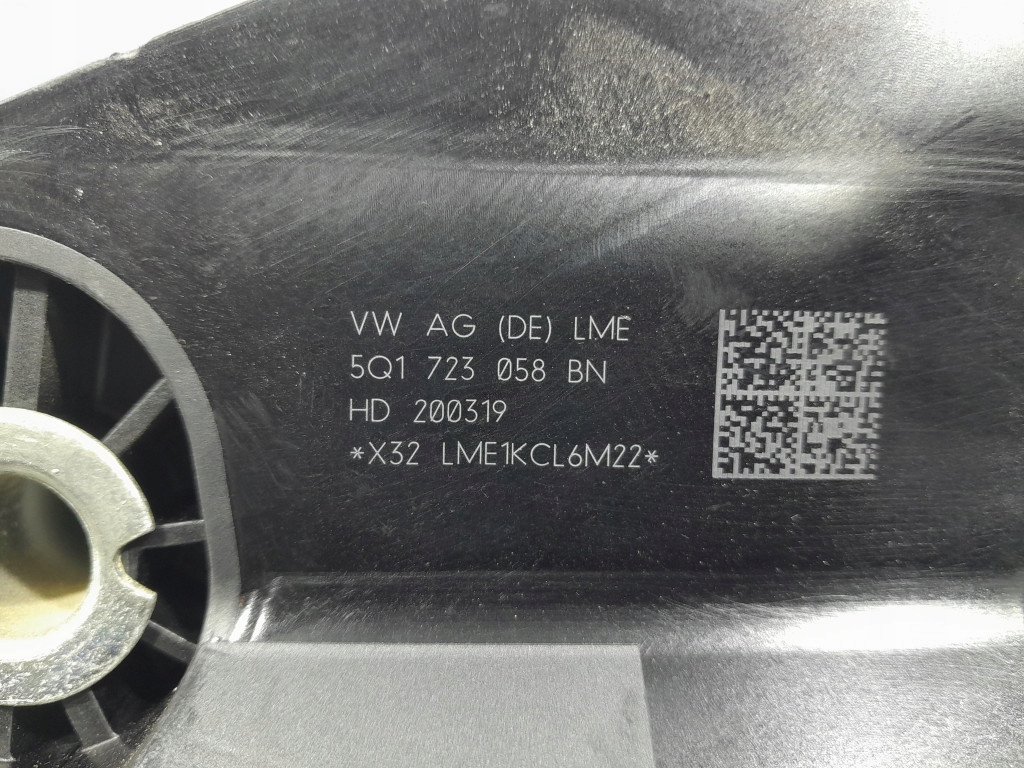 VW AG (DE) LME
5Q1 723 058 BN
HD 200319
*X32 LME1KCL6M22*